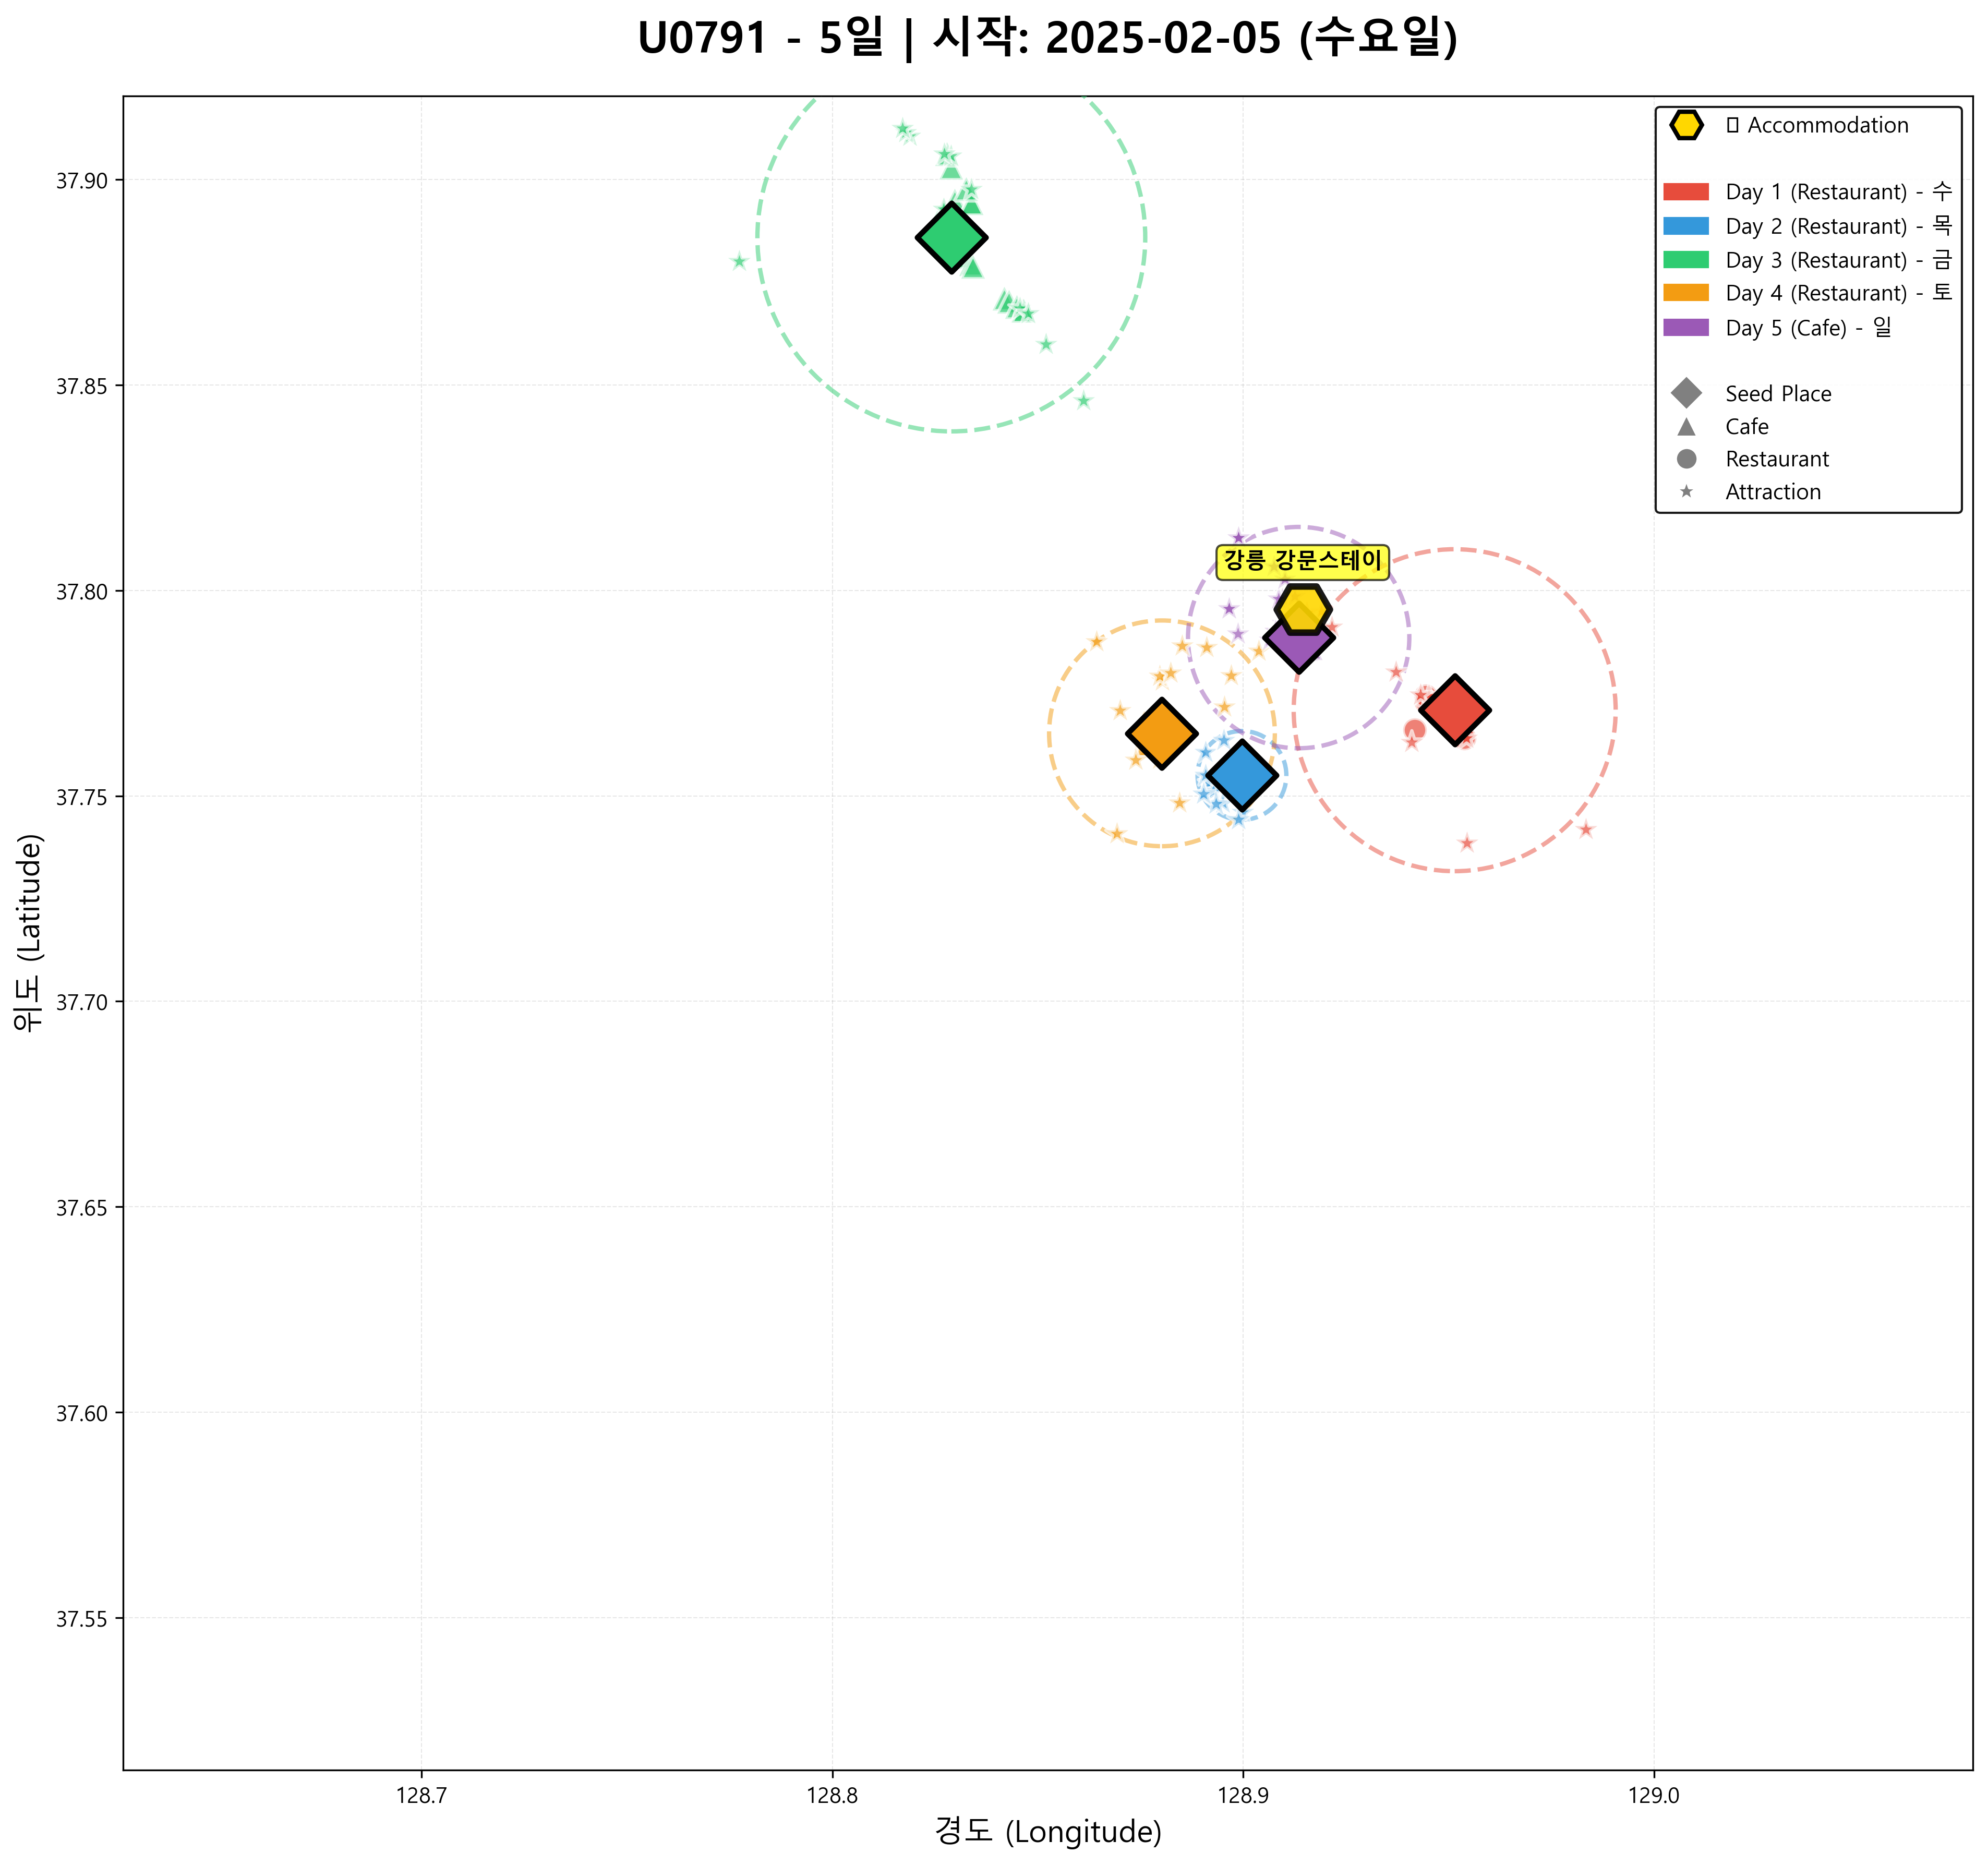 U0791 - 5일 | 시작: 2025-02-05 (수요일)
Accommodation
Day 1 (Restaurant) - 수
Day 2 (Restaurant) - 목
Day 3 (Restaurant) - 금
Day 4 (Restaurant) - 토
Day 5 (Cafe) - 일
Seed Place
Cafe
Restaurant
Attraction
강릉 강문스테이
위도 (Latitude)
37.90
37.85
37.80
37.75
37.70
37.65
37.60
37.55
128.7
128.8
128.9
129.0
경도 (Longitude)